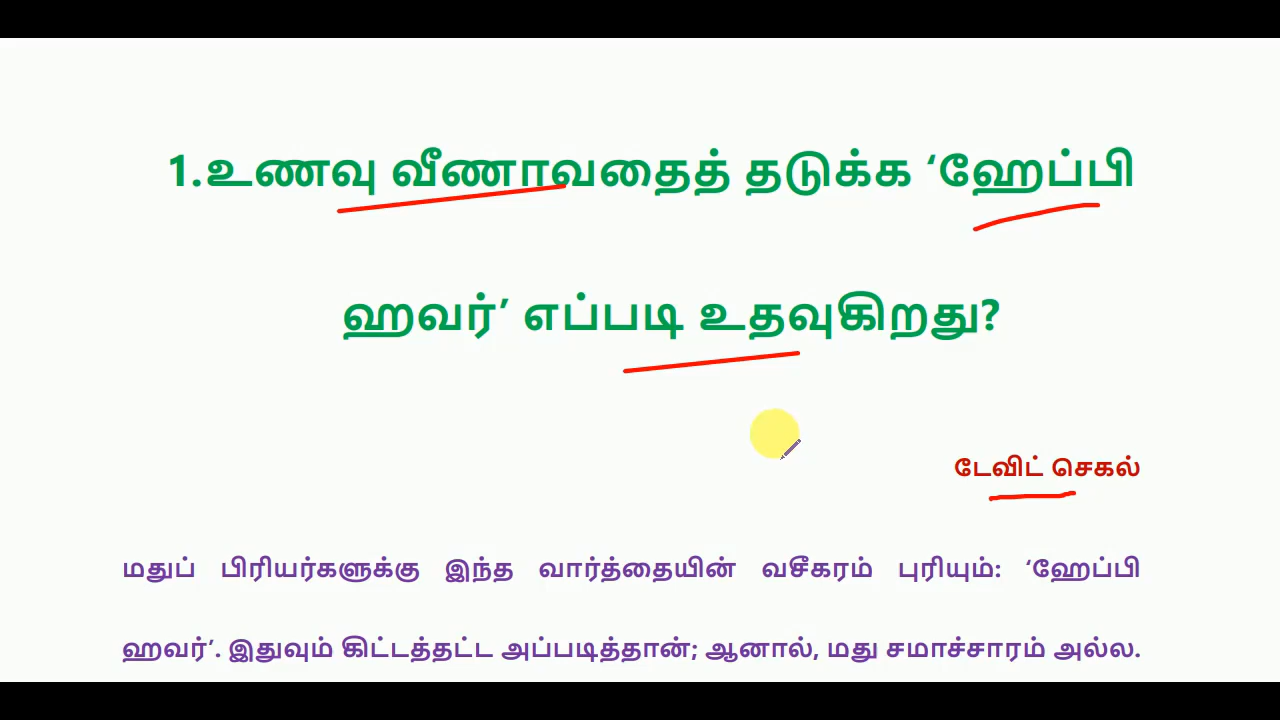 1.உணவு வீணாவதைத் தடுக்க ‘ஹேப்பி
ஹவர்’ எப்படி உதவுகிறது?
டேவிட் செகல்
மதுப் பிரியர்களுக்கு இந்த வார்த்தையின் வசீகரம் புரியும்: ‘ஹேப்பி
ஹவர்’. இதுவும் கிட்டத்தட்ட அப்படித்தான்; ஆனால், மது சமாச்சாரம் அல்ல.